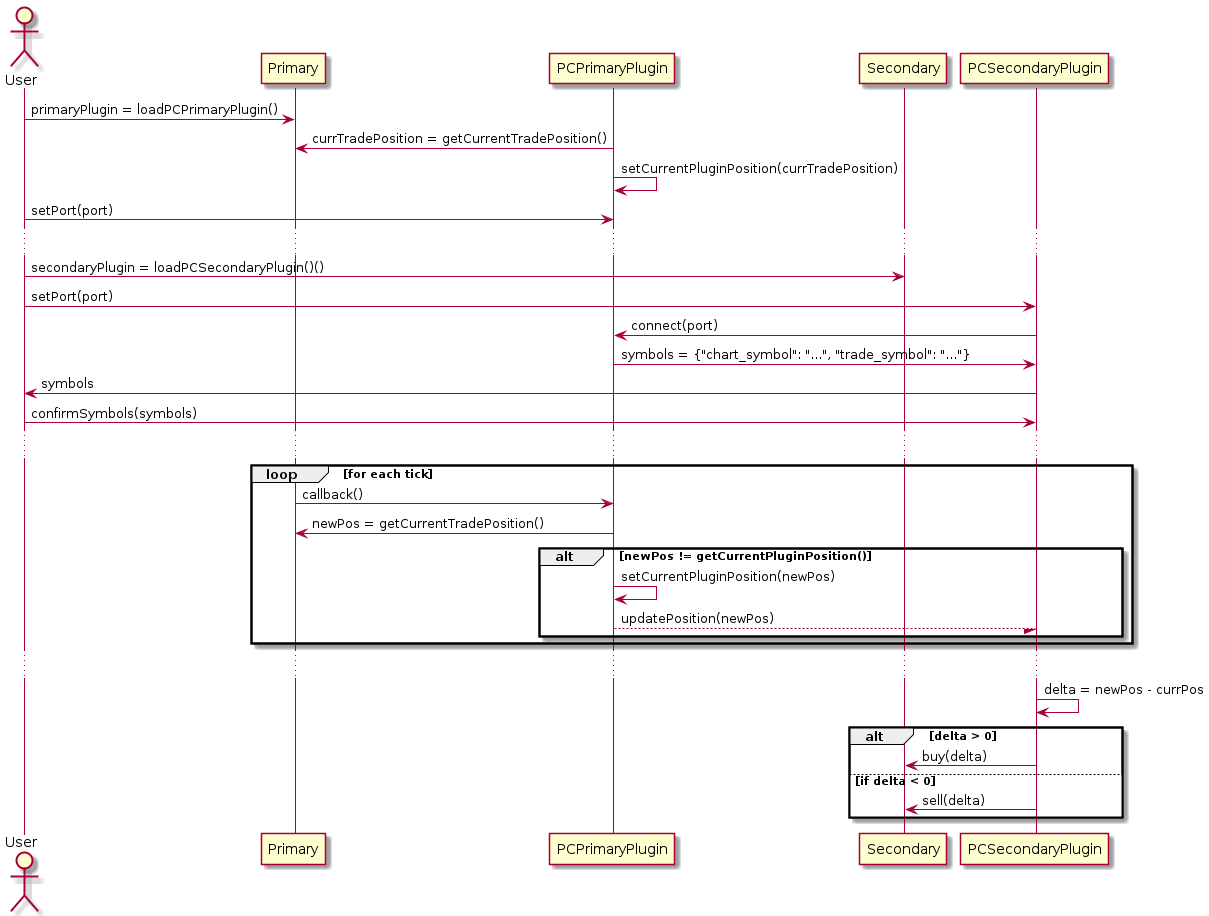 User
Primary
PCPrimaryPlugin
Secondary
PCSecondaryPlugin
primaryPlugin = loadPCPrimaryPlugin()
currTradePosition = getCurrentTradePosition()
setCurrentPluginPosition(currTradePosition)
setPort(port)
secondaryPlugin = loadPCSecondaryPlugin()()
setPort(port)
connect(port)
symbols = {"chart_symbol": "...", "trade_symbol": "..."}
symbols
confirmSymbols(symbols)
loop [for each tick]
callback()
newPos = getCurrentTradePosition()
alt [newPos != getCurrentPluginPosition()]
setCurrentPluginPosition(newPos)
updatePosition(newPos)
delta = newPos - currPos
alt [delta > 0]
buy(delta)
[if delta < 0]
sell(delta)
User
Primary
PCPrimaryPlugin
Secondary
PCSecondaryPlugin